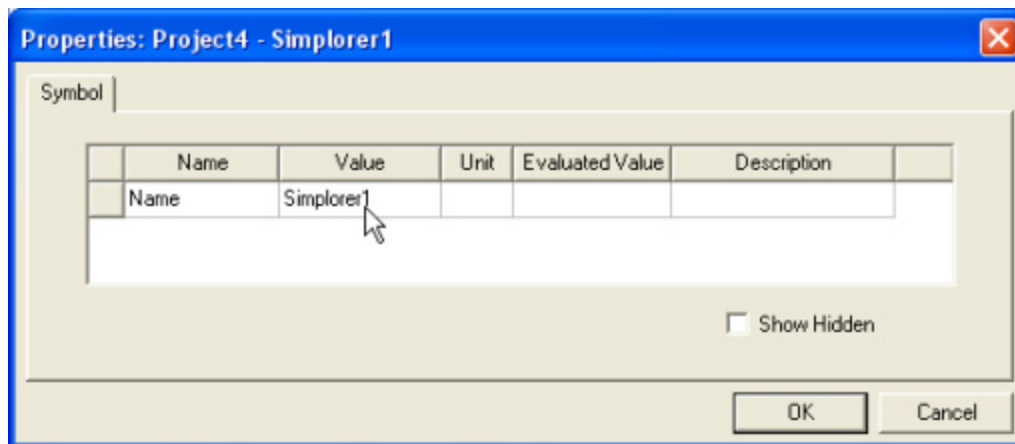 Properties: Project4 - Simplorer1
Symbol
Name Value Unit Evaluated Value Description
Name Simplorer1
Show Hidden
OK Cancel